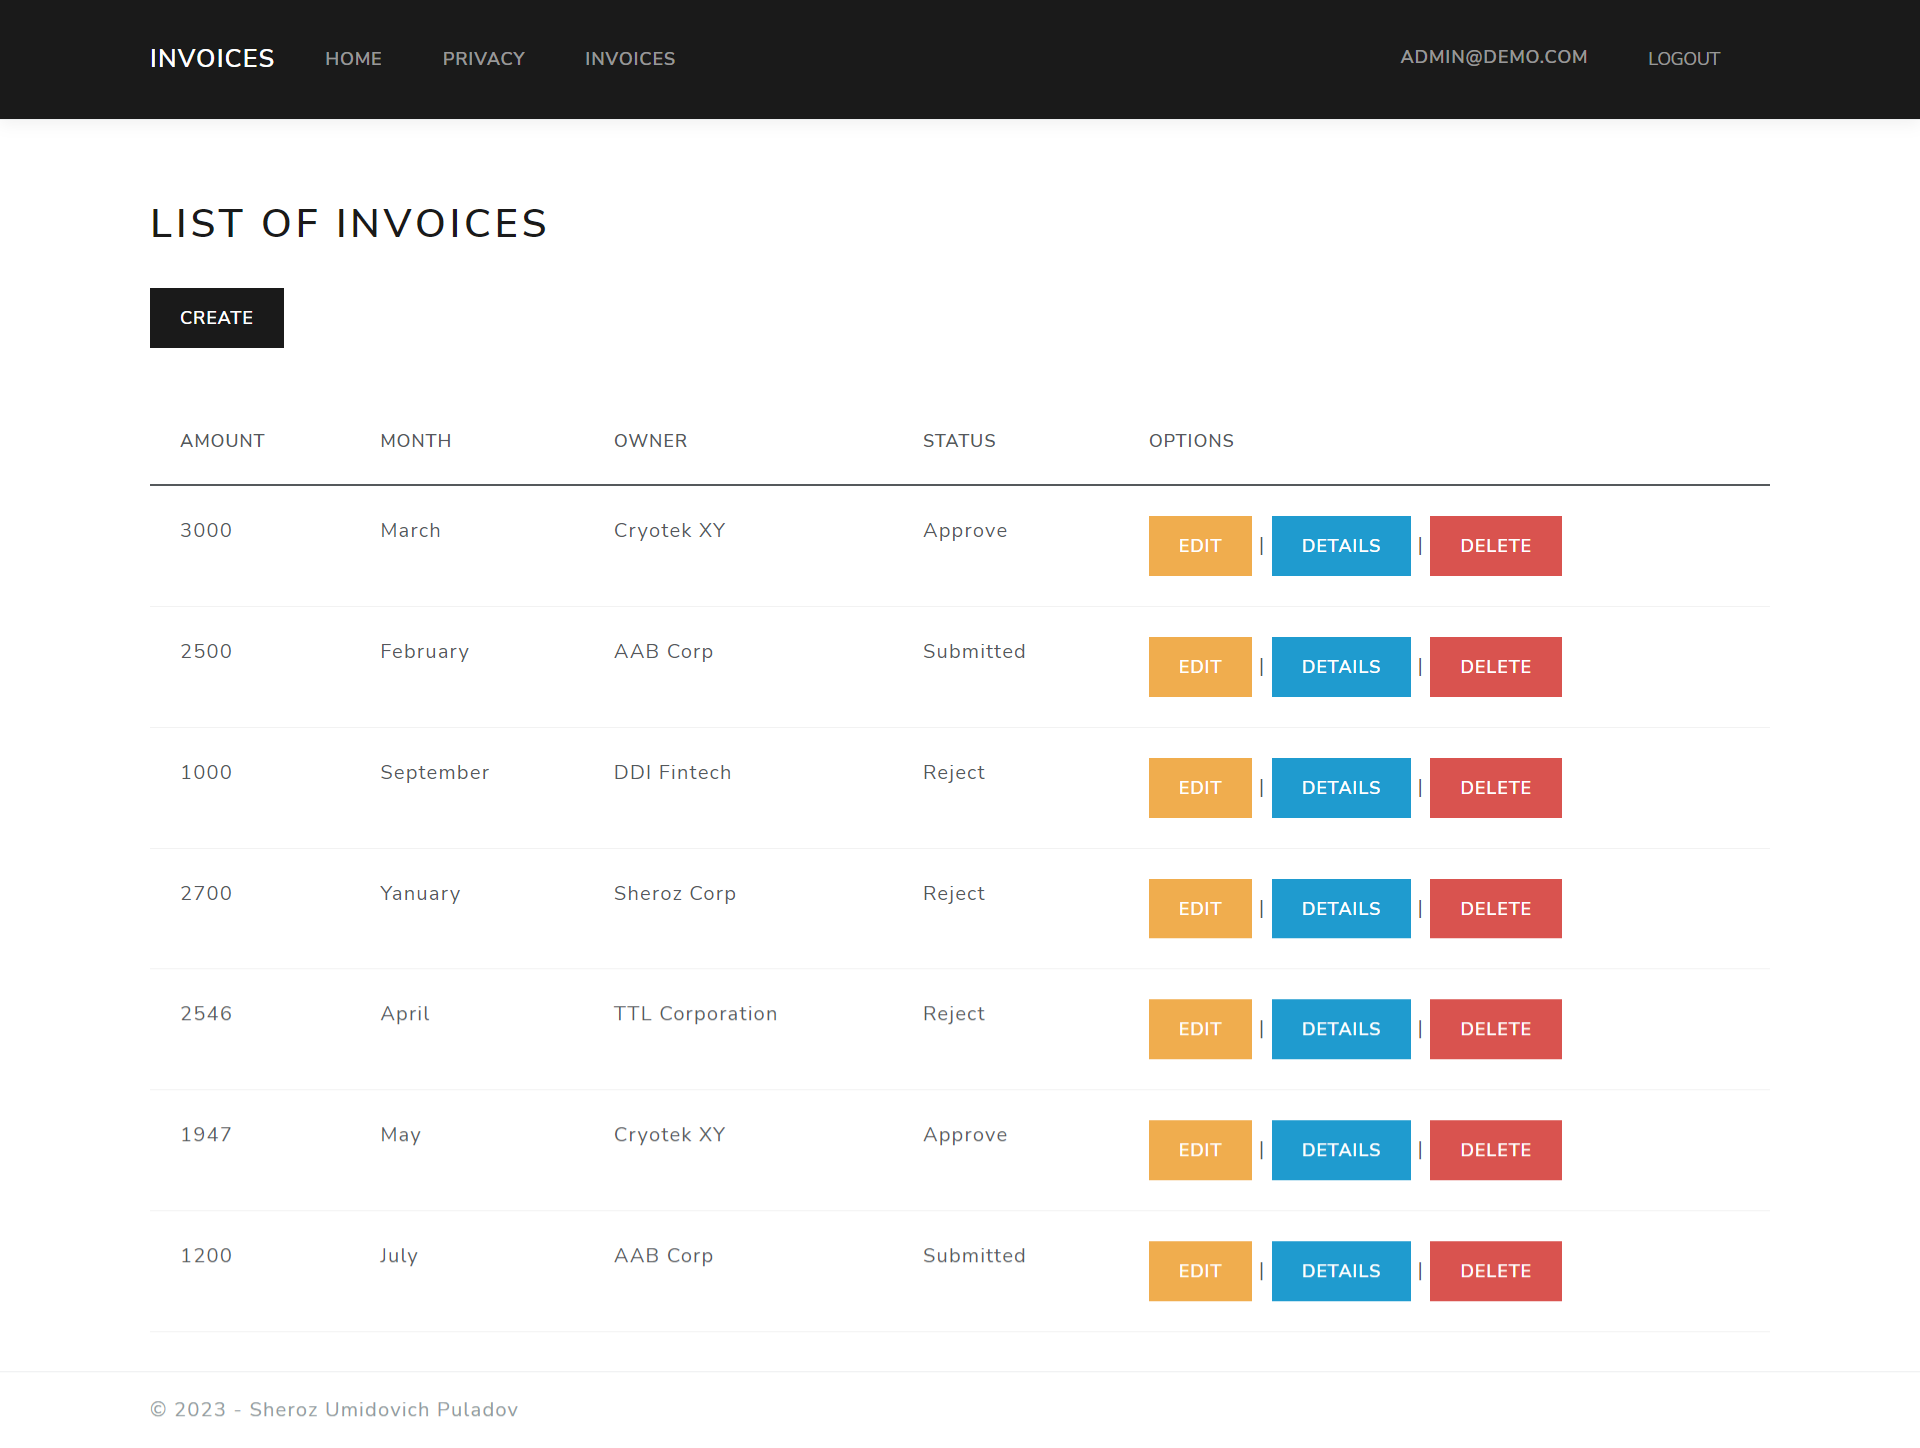 INVOICES HOME PRIVACY INVOICES ADMIN@DEMO.COM LOGOUT
LIST OF INVOICES
CREATE
AMOUNT MONTH OWNER STATUS OPTIONS
3000 March Cryotek XY Approve EDIT | DETAILS | DELETE
2500 February AAB Corp Submitted EDIT | DETAILS | DELETE
1000 September DDI Fintech Reject EDIT | DETAILS | DELETE
2700 Yanuary Sheroz Corp Reject EDIT | DETAILS | DELETE
2546 April TTL Corporation Reject EDIT | DETAILS | DELETE
1947 May Cryotek XY Approve EDIT | DETAILS | DELETE
1200 July AAB Corp Submitted EDIT | DETAILS | DELETE
© 2023 - Sheroz Umidovich Puladov